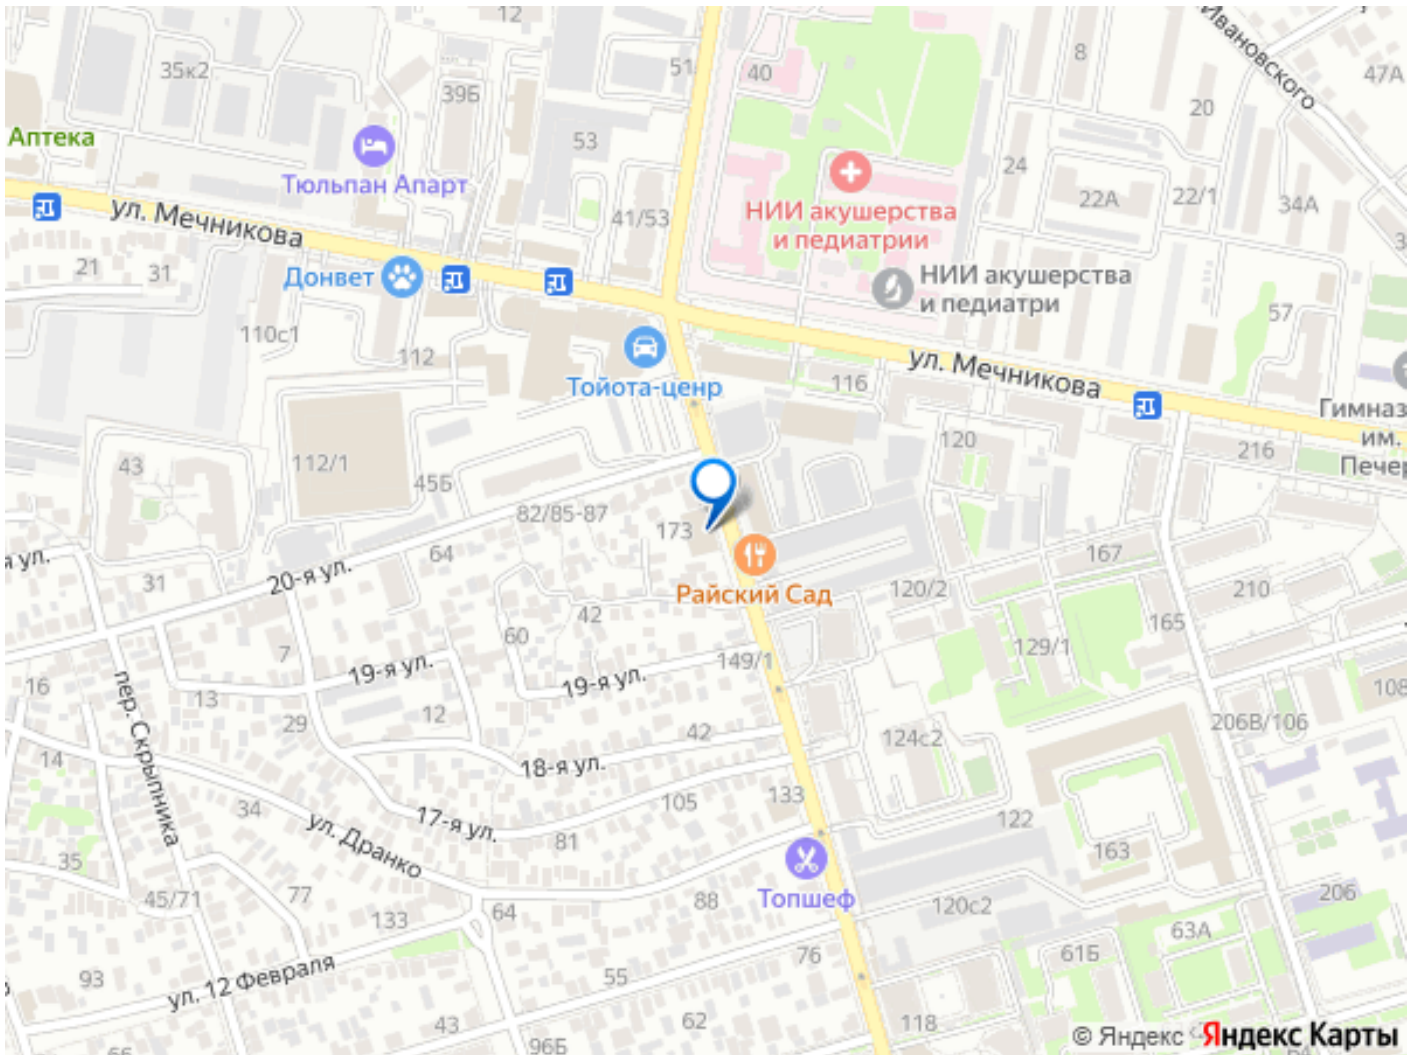 12
Ивановского
35к2
51
40
8
47А
39Б
20
Аптека
53
24
Тюльпан Апарт
22А
22/1
34А
ул. Мечникова
41/53
НИИ акушерства
и педиатрии
21
31
Донвет
НИИ акушерства
и педиатри
57
110с1
112
Тойота-ценр
116
ул. Мечникова
Гимназ
им.
Печер
43
112/1
45Б
120
216
82/85-87
173
64
167
я ул.
31
20-я ул.
Райский Сад
120/2
210
42
60
165
7
129/1
149/1
19-я ул.
19-я ул.
16
13
пер. Скрыпника
29
12
42
124с2
206В/106
108
14
18-я ул.
34
17-я ул.
105
133
122
ул. Дранко
81
163
35
Топшеф
77
45/71
133
64
88
120с2
206
63А
93
ул. 12 Февраля
55
76
61Б
43
62
118
96Б
© Яндекс
Яндекс Карты